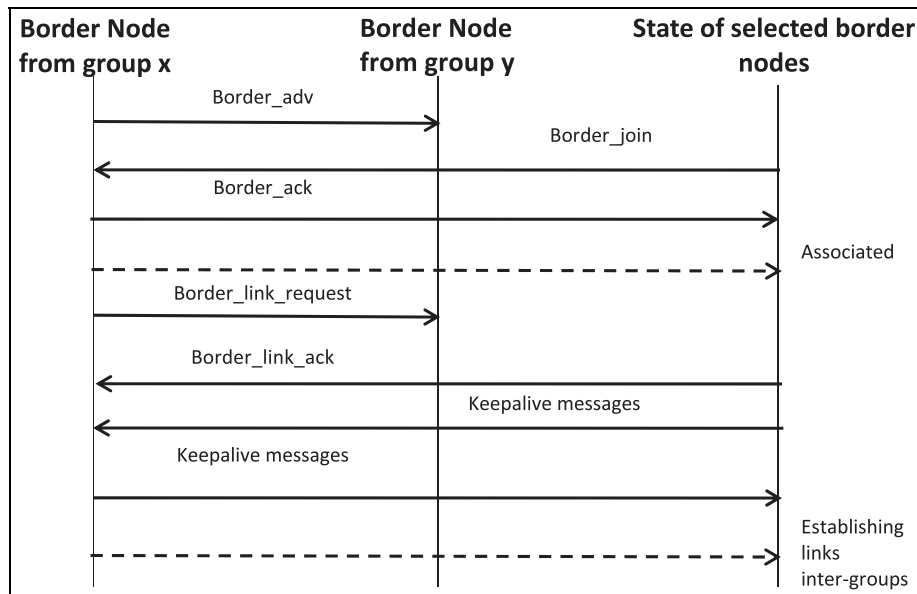 Border Node
from group x
Border Node
from group y
State of selected border
nodes
Border_adv
Border_join
Border_ack
Associated
Border_link_request
Border_link_ack
Keepalive messages
Keepalive messages
Establishing
links
inter-groups